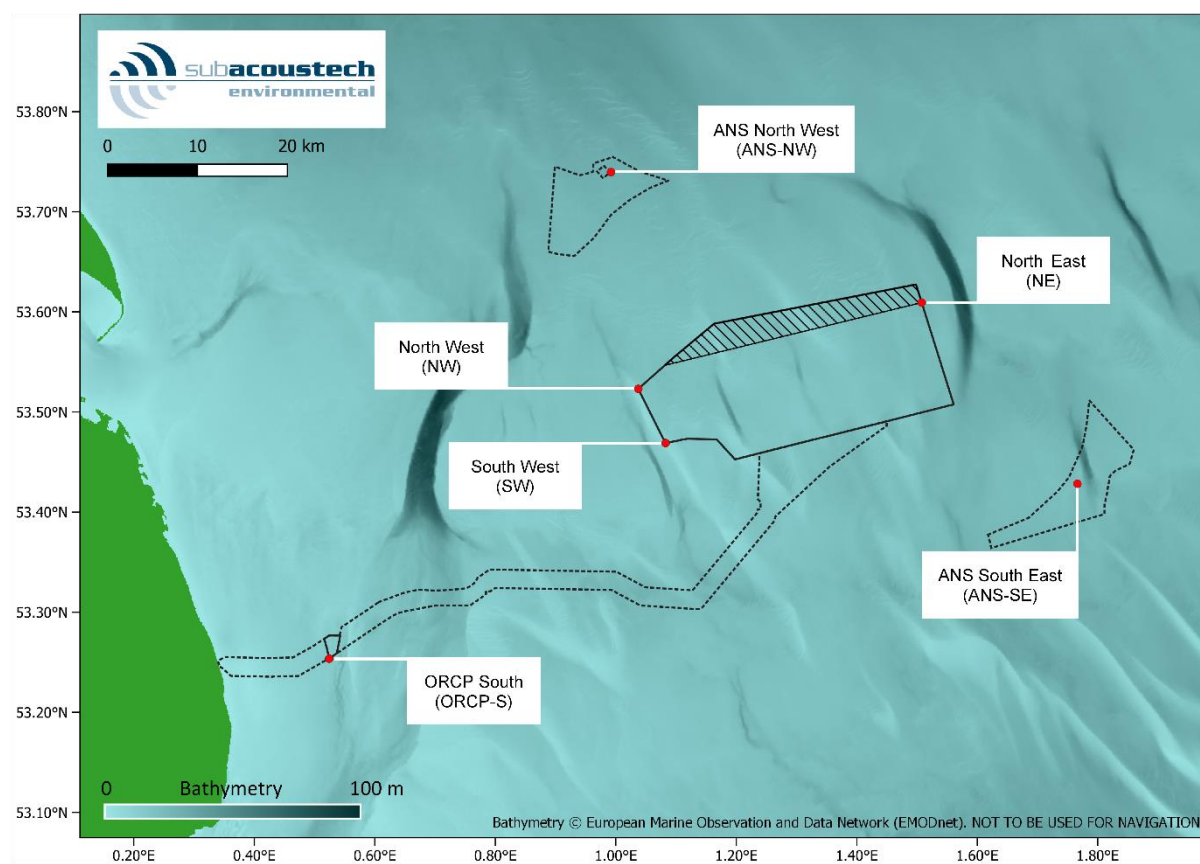 subacoustech
environmental
0 10 20 km
53.80°N
53.70°N
53.60°N
53.50°N
53.40°N
53.30°N
53.20°N
53.10°N
ANS North West
(ANS-NW)
North East
(NE)
North West
(NW)
South West
(SW)
ANS South East
(ANS-SE)
ORCP South
(ORCP-S)
0 Bathymetry 100 m
Bathymetry © European Marine Observation and Data Network (EMODnet). NOT TO BE USED FOR NAVIGATION
0.20°E 0.40°E 0.60°E 0.80°E 1.00°E 1.20°E 1.40°E 1.60°E 1.80°E